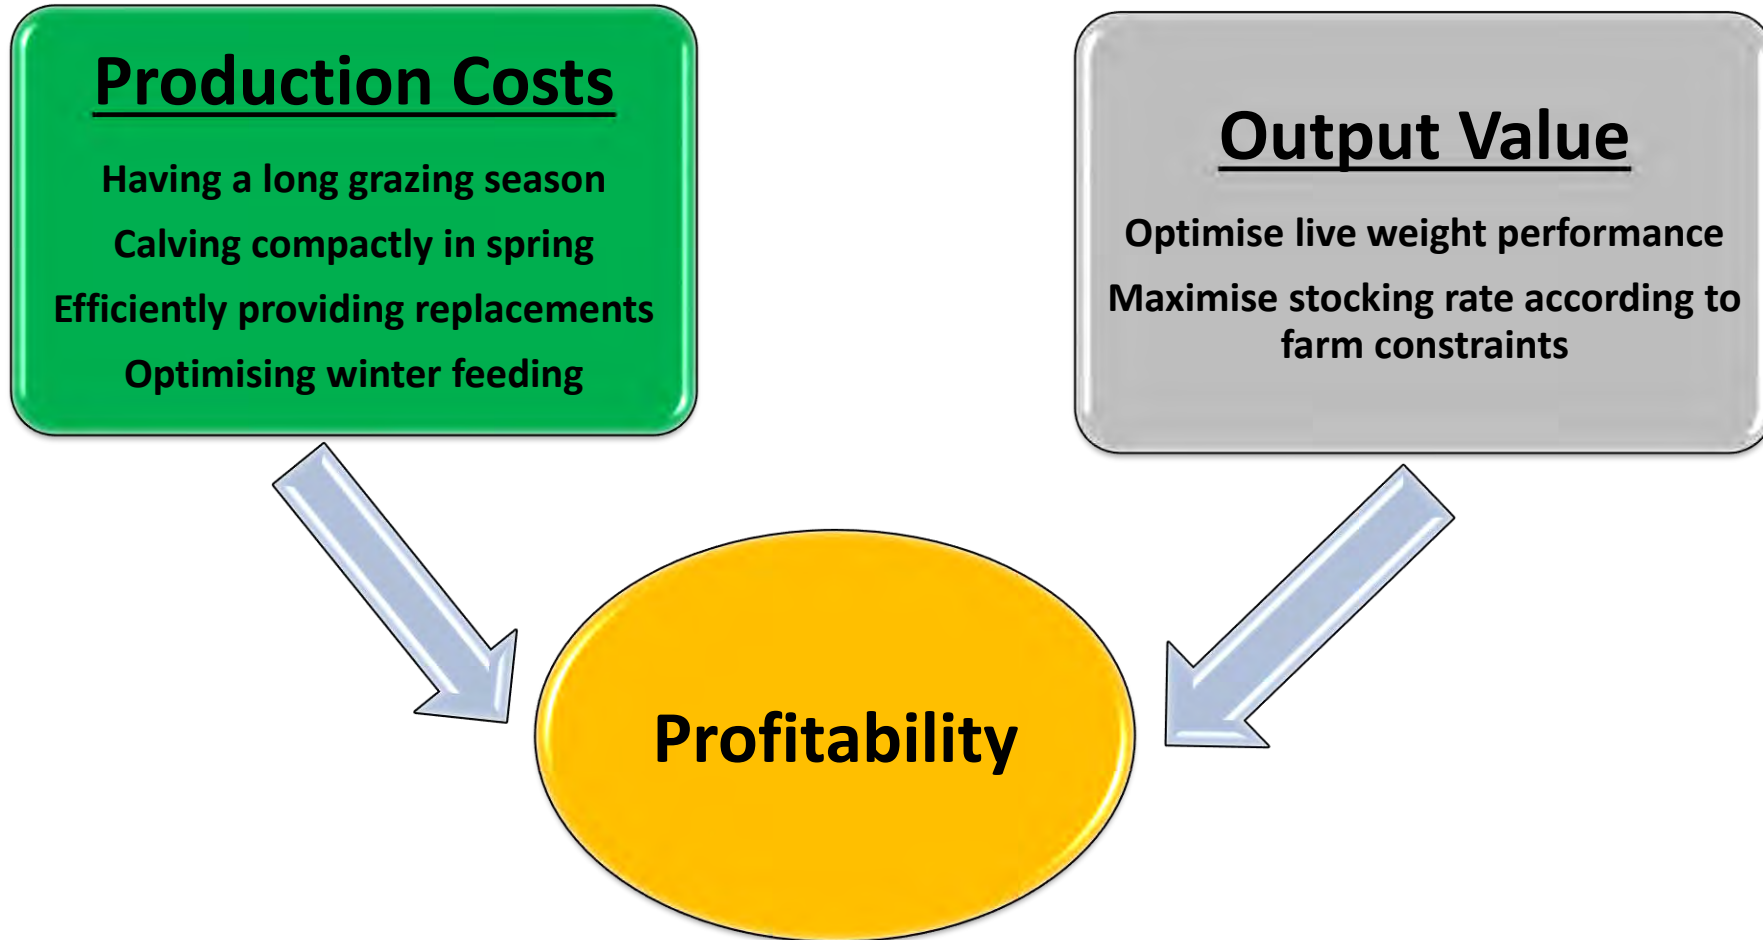 Production Costs
Having a long grazing season
Calving compactly in spring
Efficiently providing replacements
Optimising winter feeding
Output Value
Optimise live weight performance
Maximise stocking rate according to
farm constraints
Profitability